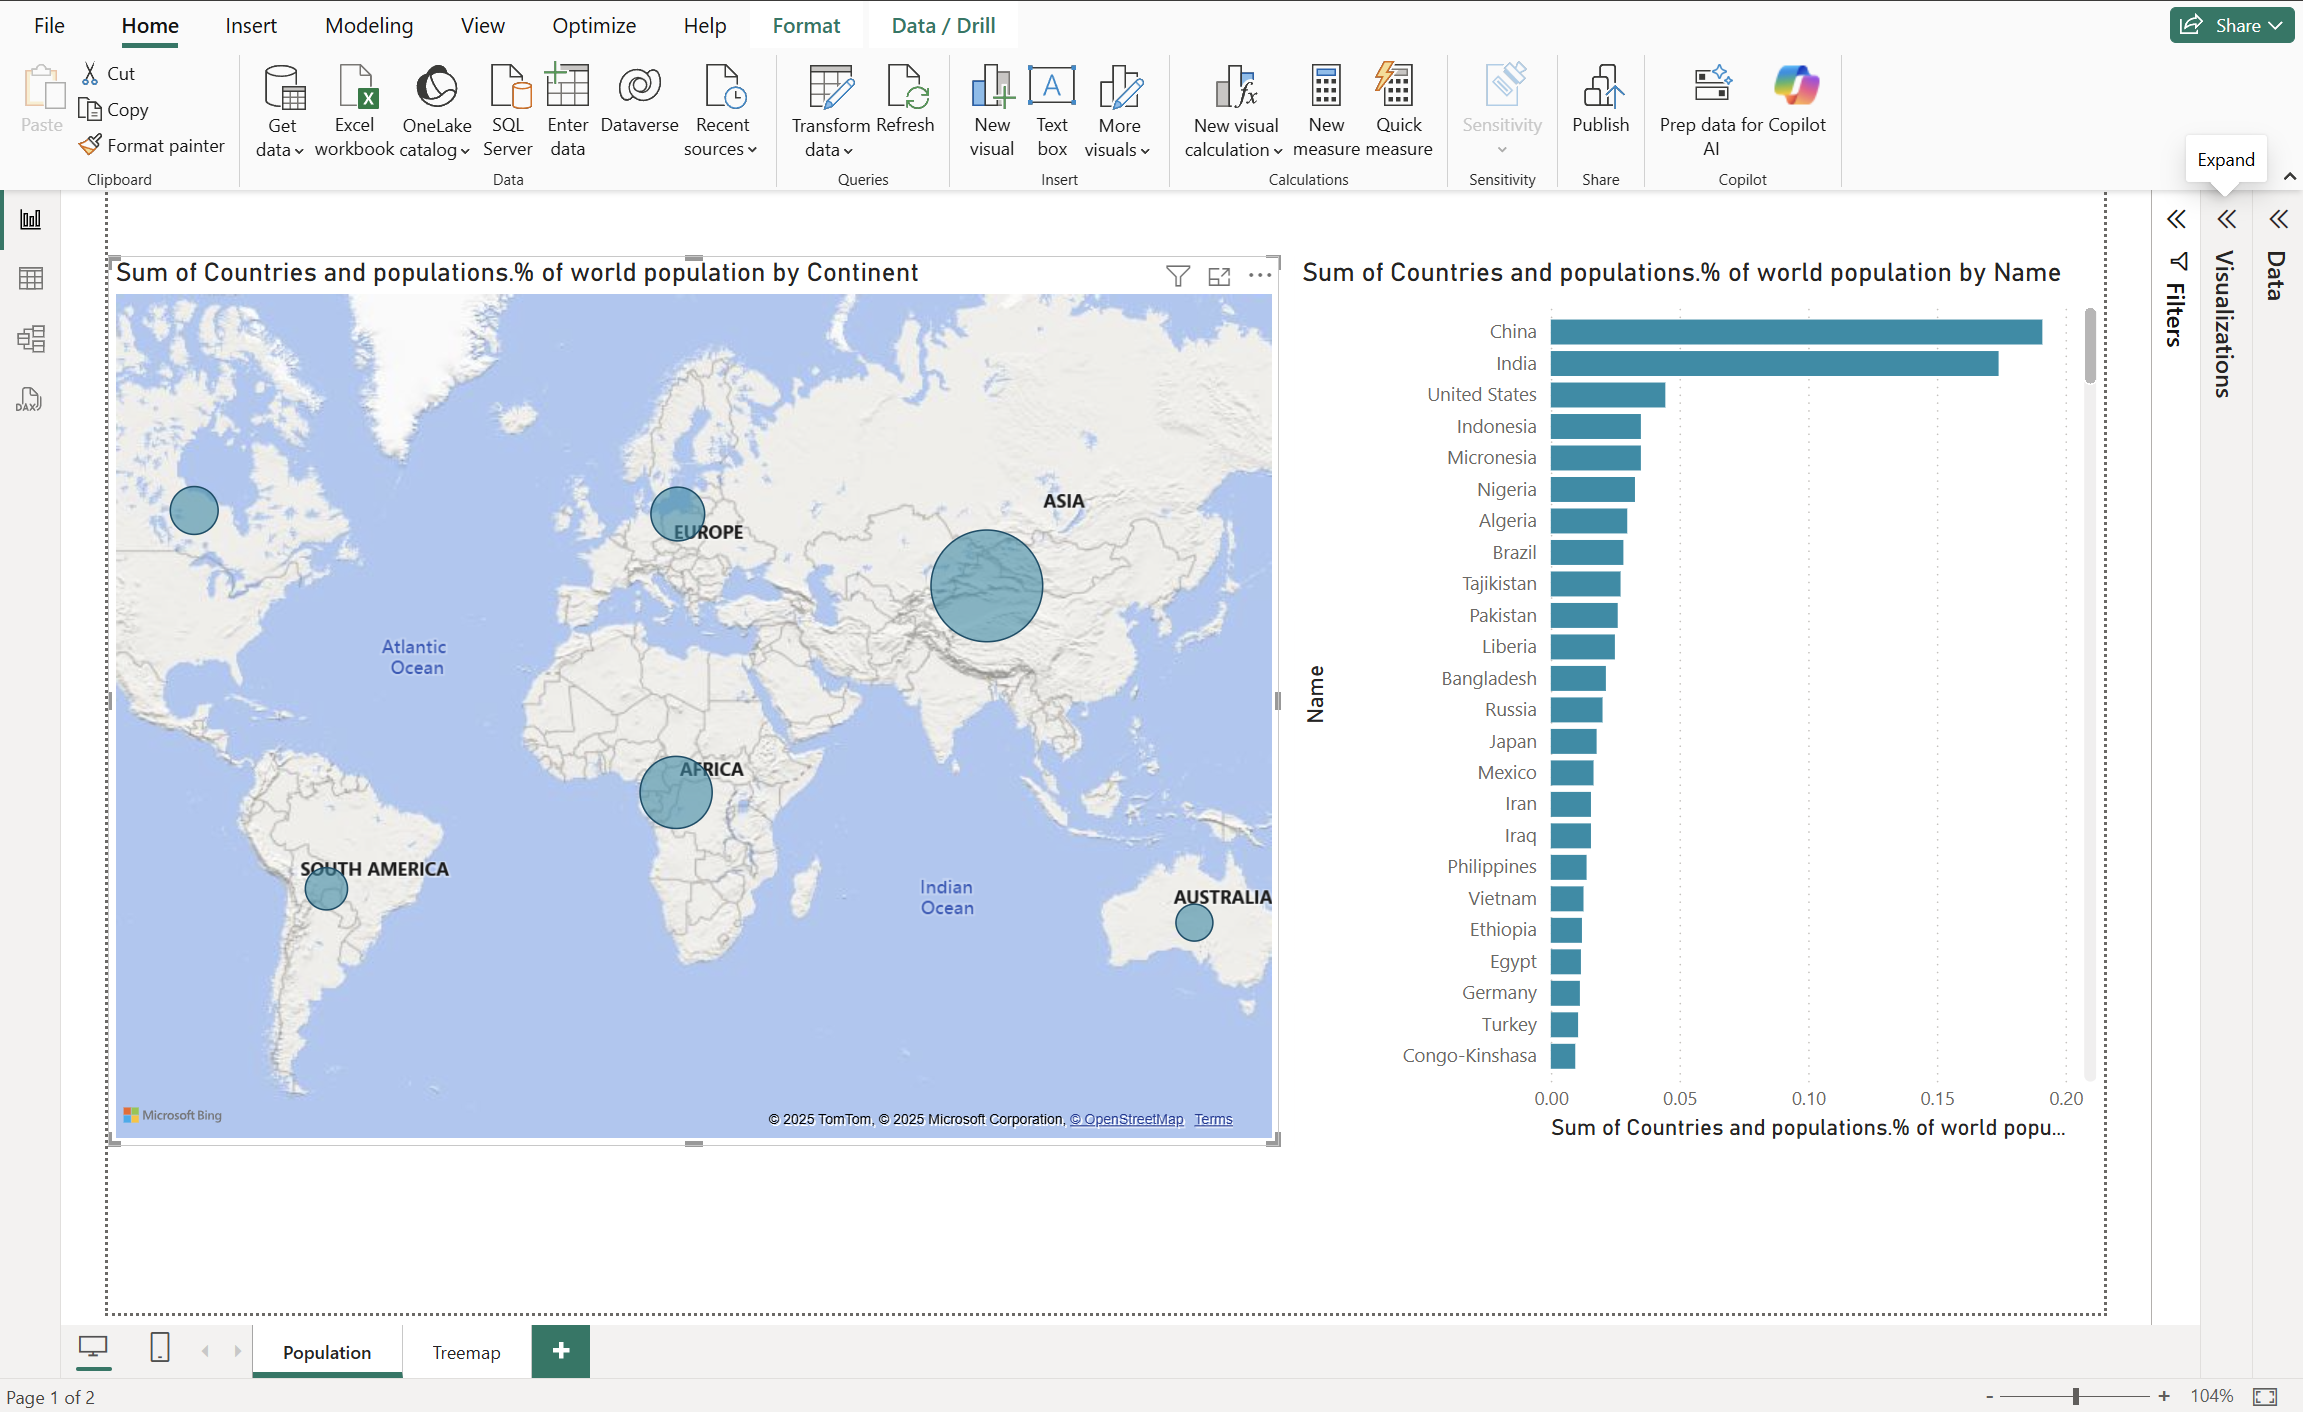 File Home Insert Modeling View Optimize Help Format Data / Drill Share
Paste
Cut
Copy
Format painter
Clipboard
Get data
Excel workbook
OneLake catalog
SQL Server
Enter data
Dataverse
Recent sources
Data
Transform data
Refresh
Queries
New visual
Text box
More visuals
Insert
New visual calculation
New measure
Quick measure
Calculations
Sensitivity
Sensitivity
Publish
Share
Prep data for AI
Copilot
Copilot
Expand
DAX
Sum of Countries and populations.% of world population by Continent
ASIA
EUROPE
Atlantic
Ocean
AFRICA
SOUTH AMERICA
Indian
Ocean
AUSTRALIA
Microsoft Bing
© 2025 TomTom, © 2025 Microsoft Corporation, © OpenStreetMap Terms
Sum of Countries and populations.% of world population by Name
Name
China
India
United States
Indonesia
Micronesia
Nigeria
Algeria
Brazil
Tajikistan
Pakistan
Liberia
Bangladesh
Russia
Japan
Mexico
Iran
Iraq
Philippines
Vietnam
Ethiopia
Egypt
Germany
Turkey
Congo-Kinshasa
0.00 0.05 0.10 0.15 0.20
Sum of Countries and populations.% of world popu...
Filters
Visualizations
Data
Population Treemap +
Page 1 of 2
- + 104%